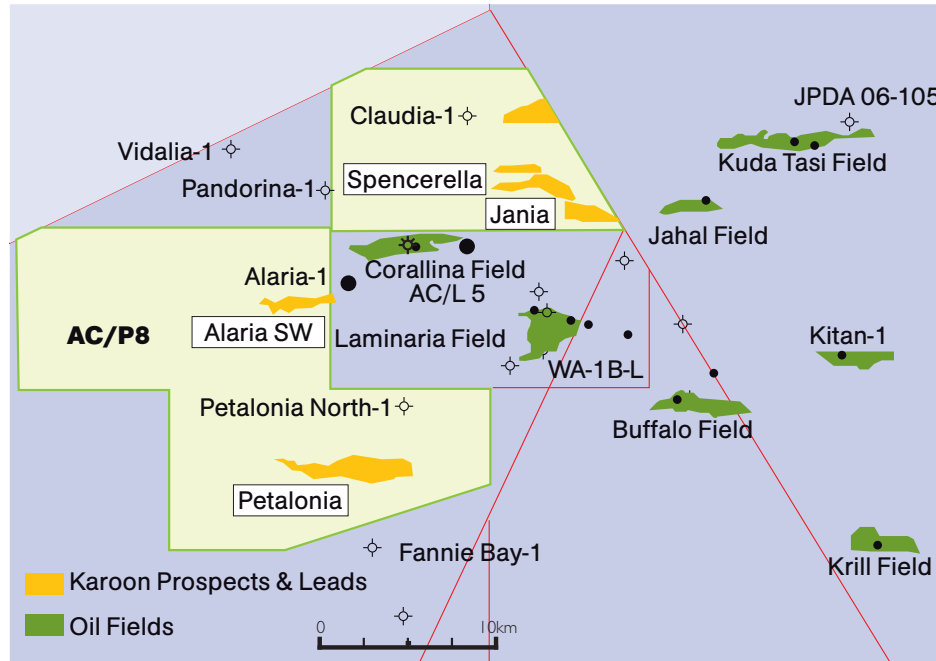 JPDA 06-105
Claudia-1
Vidalia-1
Kuda Tasi Field
Pandorina-1
Spencerella
Jania
Jahal Field
Alaria-1
Corallina Field
AC/L 5
AC/P8
Alaria SW
Laminaria Field
Kitan-1
WA-1B-L
Petalonia North-1
Buffalo Field
Petalonia
Fannie Bay-1
Krill Field
Karoon Prospects & Leads
Oil Fields
0 10km